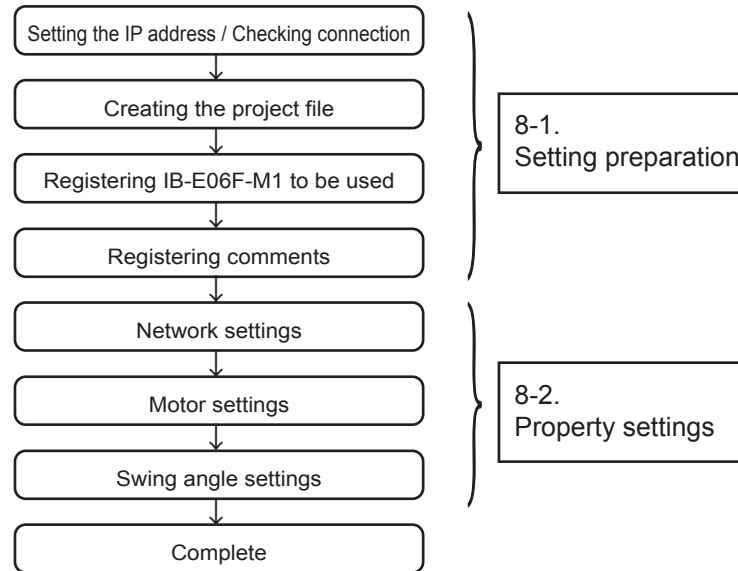 Setting the IP address / Checking connection
Creating the project file
Registering IB-E06F-M1 to be used
Registering comments
Network settings
Motor settings
Swing angle settings
Complete
8-1.
Setting preparation
8-2.
Property settings